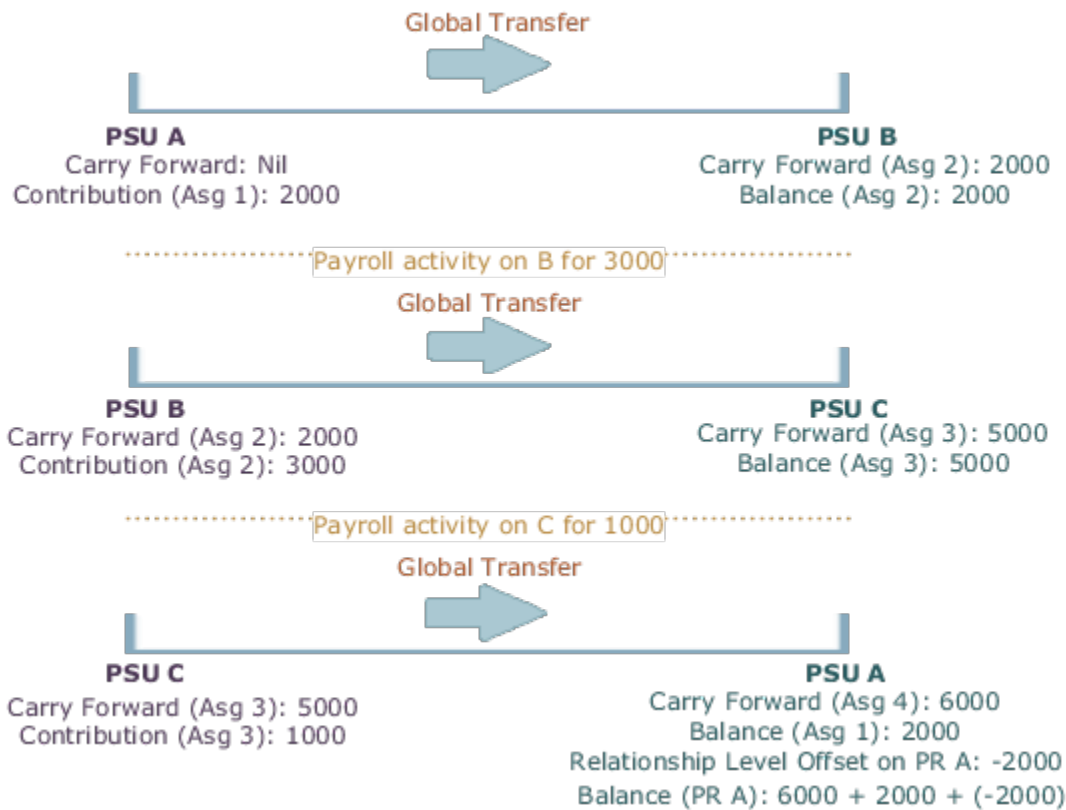 Global Transfer
PSU A
Carry Forward: Nil
Contribution (Asg 1): 2000
PSU B
Carry Forward (Asg 2): 2000
Balance (Asg 2): 2000
Payroll activity on B for 3000
Global Transfer
PSU B
Carry Forward (Asg 2): 2000
Contribution (Asg 2): 3000
PSU C
Carry Forward (Asg 3): 5000
Balance (Asg 3): 5000
Payroll activity on C for 1000
Global Transfer
PSU C
Carry Forward (Asg 3): 5000
Contribution (Asg 3): 1000
PSU A
Carry Forward (Asg 4): 6000
Balance (Asg 1): 2000
Relationship Level Offset on PR A: -2000
Balance (PR A): 6000 + 2000 + (-2000)